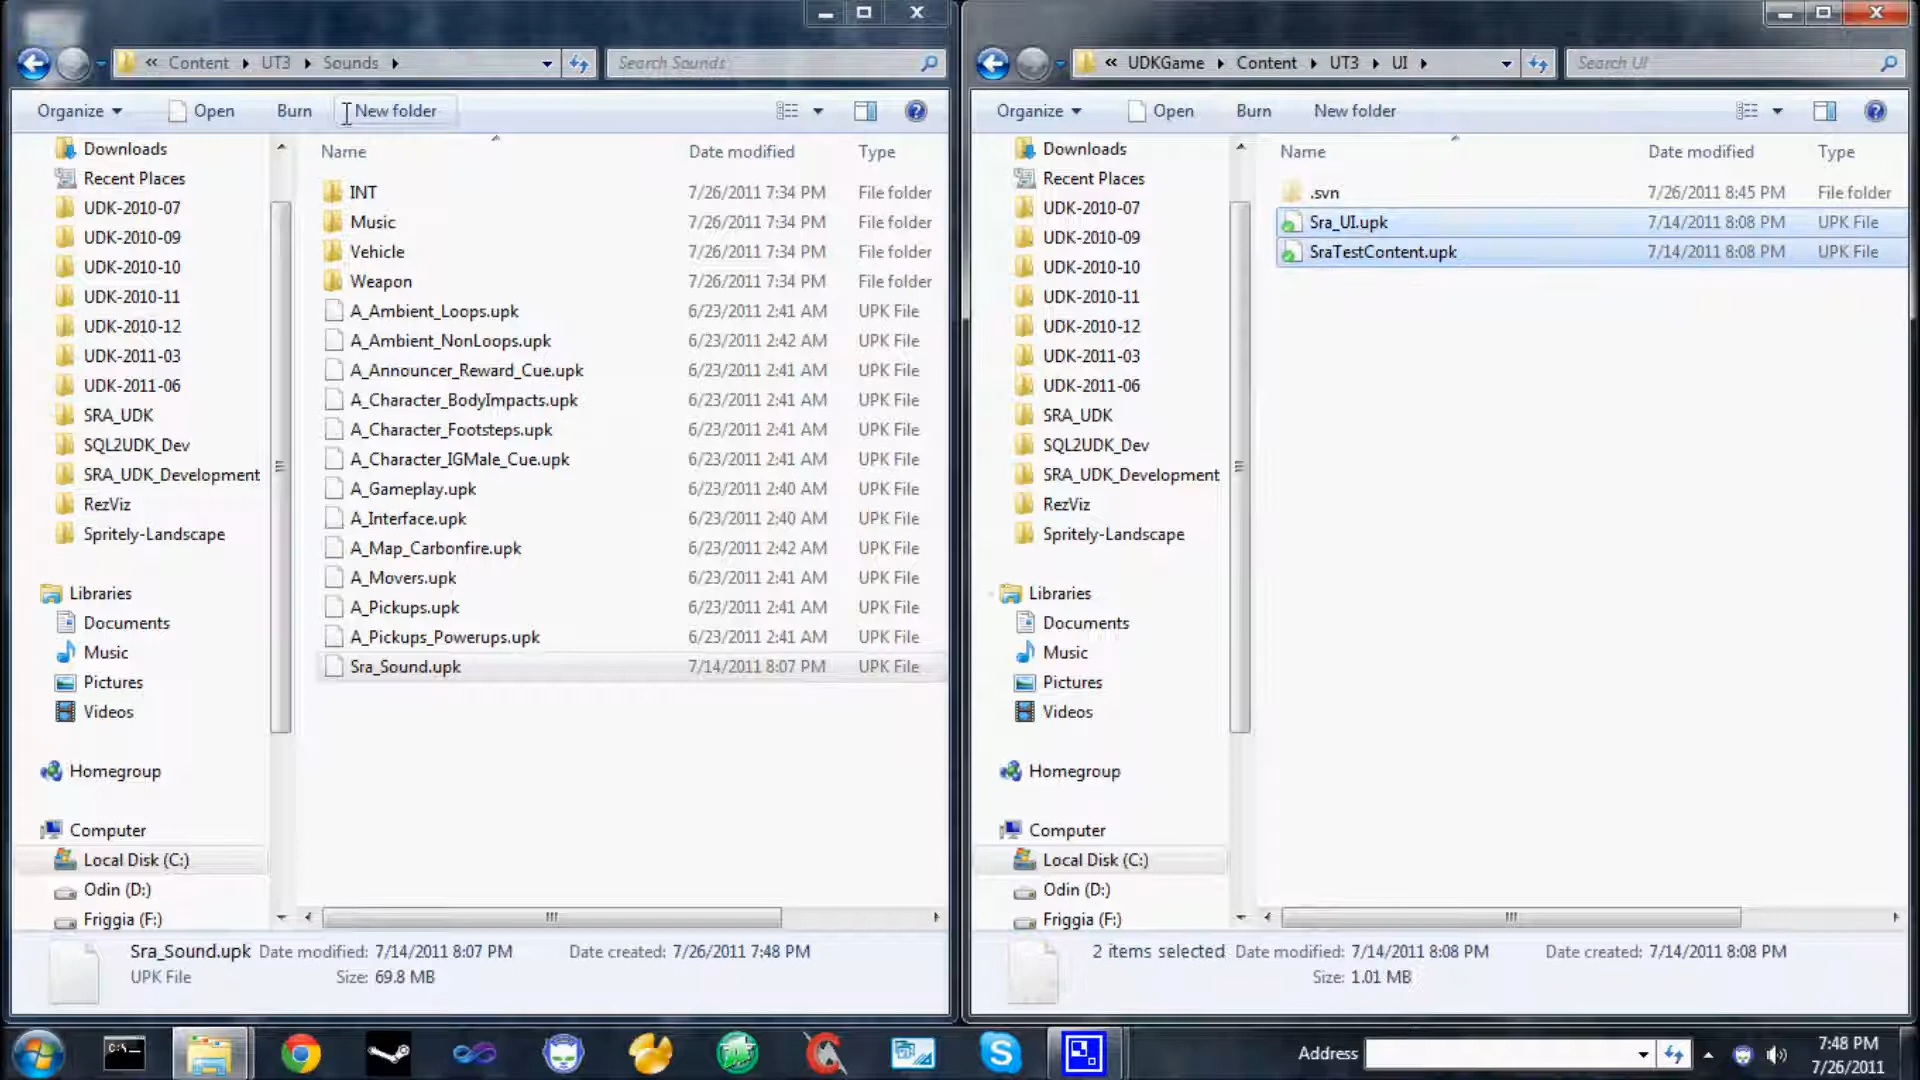 « Content ▸ UT3 ▸ Sounds ▸
Search Sounds
Organize
Open
Burn
New folder
Downloads
Recent Places
UDK-2010-07
UDK-2010-09
UDK-2010-10
UDK-2010-11
UDK-2010-12
UDK-2011-03
UDK-2011-06
SRA_UDK
SQL2UDK_Dev
SRA_UDK_Development
RezViz
Spritely-Landscape
Libraries
Documents
Music
Pictures
Videos
Homegroup
Computer
Local Disk (C:)
Odin (D:)
Friggia (F:)
Name Date modified Type
INT 7/26/2011 7:34 PM File folder
Music 7/26/2011 7:34 PM File folder
Vehicle 7/26/2011 7:34 PM File folder
Weapon 7/26/2011 7:34 PM File folder
A_Ambient_Loops.upk 6/23/2011 2:41 AM UPK File
A_Ambient_NonLoops.upk 6/23/2011 2:42 AM UPK File
A_Announcer_Reward_Cue.upk 6/23/2011 2:41 AM UPK File
A_Character_BodyImpacts.upk 6/23/2011 2:41 AM UPK File
A_Character_Footsteps.upk 6/23/2011 2:41 AM UPK File
A_Character_IGMale_Cue.upk 6/23/2011 2:41 AM UPK File
A_Gameplay.upk 6/23/2011 2:40 AM UPK File
A_Interface.upk 6/23/2011 2:40 AM UPK File
A_Map_Carbonfire.upk 6/23/2011 2:42 AM UPK File
A_Movers.upk 6/23/2011 2:41 AM UPK File
A_Pickups.upk 6/23/2011 2:41 AM UPK File
A_Pickups_Powerups.upk 6/23/2011 2:41 AM UPK File
Sra_Sound.upk 7/14/2011 8:07 PM UPK File
Sra_Sound.upk Date modified: 7/14/2011 8:07 PM Date created: 7/26/2011 7:48 PM
UPK File Size: 69.8 MB
« UDKGame ▸ Content ▸ UT3 ▸ UI ▸
Search UI
Organize
Open
Burn
New folder
Downloads
Recent Places
UDK-2010-07
UDK-2010-09
UDK-2010-10
UDK-2010-11
UDK-2010-12
UDK-2011-03
UDK-2011-06
SRA_UDK
SQL2UDK_Dev
SRA_UDK_Development
RezViz
Spritely-Landscape
Libraries
Documents
Music
Pictures
Videos
Homegroup
Computer
Local Disk (C:)
Odin (D:)
Friggia (F:)
Name Date modified Type
.svn 7/26/2011 8:45 PM File folder
Sra_UI.upk 7/14/2011 8:08 PM UPK File
SraTestContent.upk 7/14/2011 8:08 PM UPK File
2 items selected Date modified: 7/14/2011 8:08 PM Date created: 7/14/2011 8:08 PM
Size: 1.01 MB
C:\_
Address
7:48 PM
7/26/2011